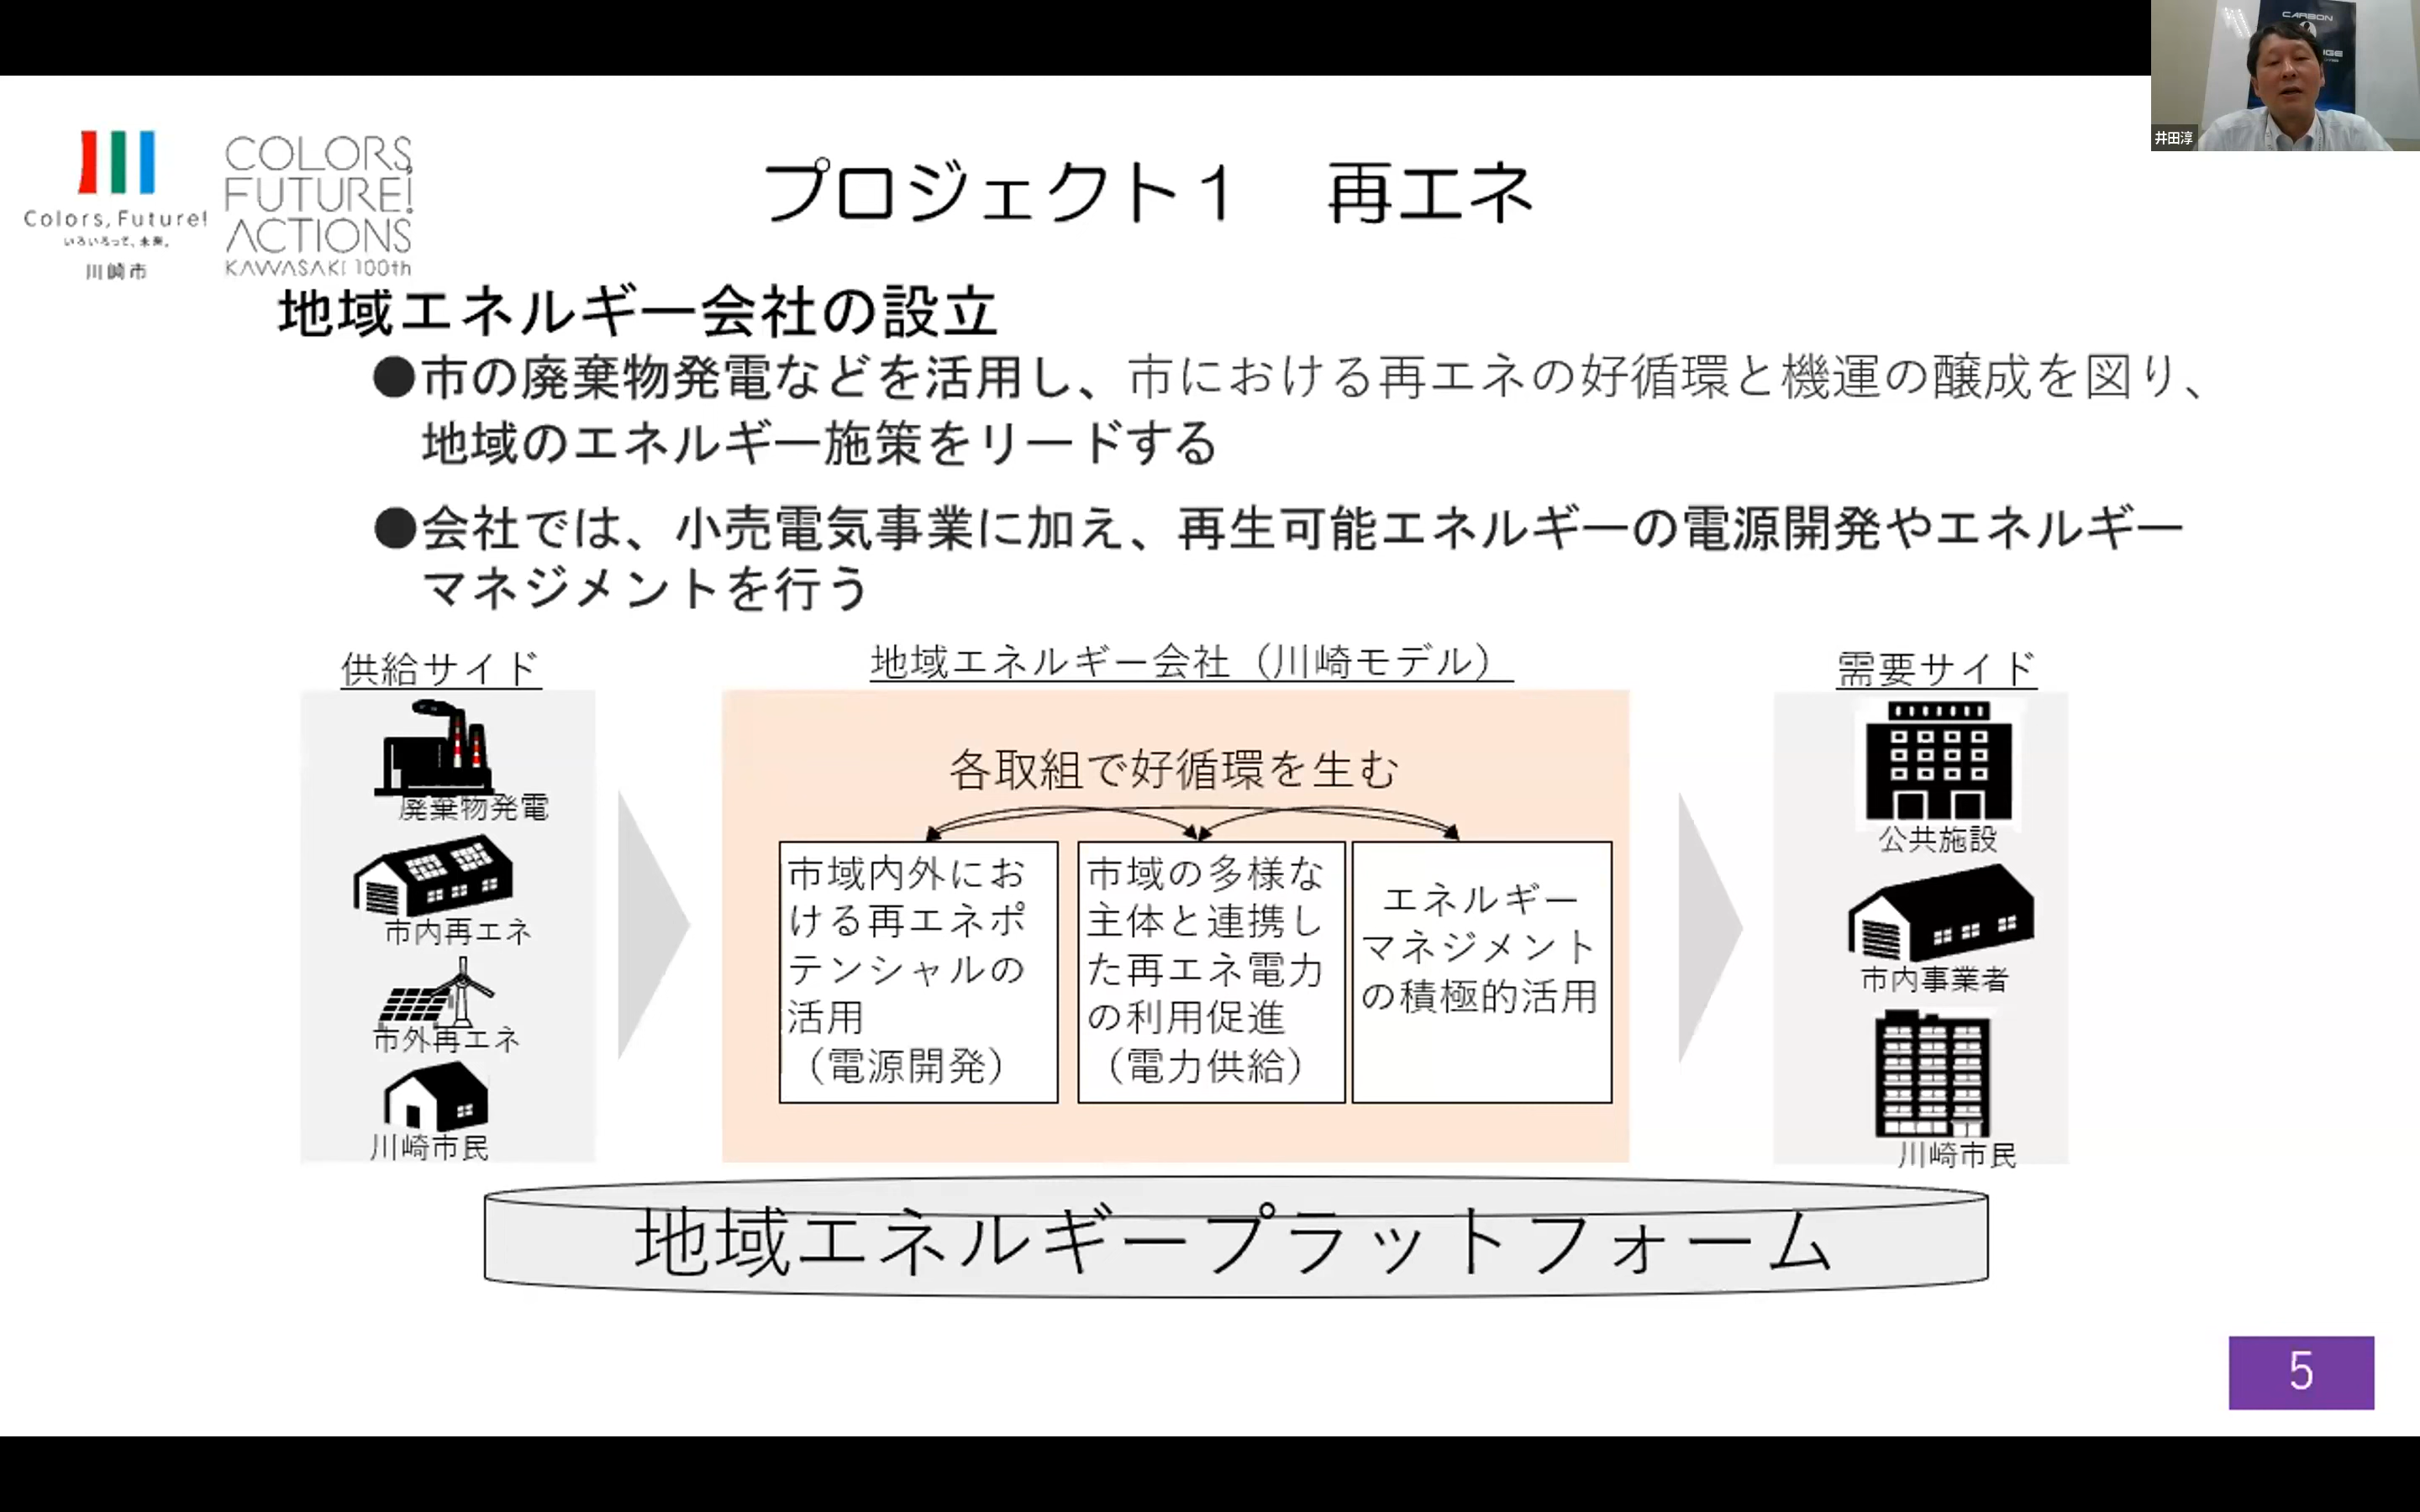 CARBON
井田淳
Colors, Future!
いろいろって、未来。
川崎市
COLORS,
FUTURE!
ACTIONS
KAWASAKI 100th
プロジェクト１　再エネ
地域エネルギー会社の設立
●市の廃棄物発電などを活用し、市における再エネの好循環と機運の醸成を図り、
地域のエネルギー施策をリードする
●会社では、小売電気事業に加え、再生可能エネルギーの電源開発やエネルギー
マネジメントを行う
供給サイド
廃棄物発電
市内再エネ
市外再エネ
川崎市民
地域エネルギー会社（川崎モデル）
各取組で好循環を生む
市域内外にお
ける再エネポ
テンシャルの
活用
（電源開発）
市域の多様な
主体と連携し
た再エネ電力
の利用促進
（電力供給）
エネルギー
マネジメント
の積極的活用
需要サイド
公共施設
市内事業者
川崎市民
地域エネルギープラットフォーム
5